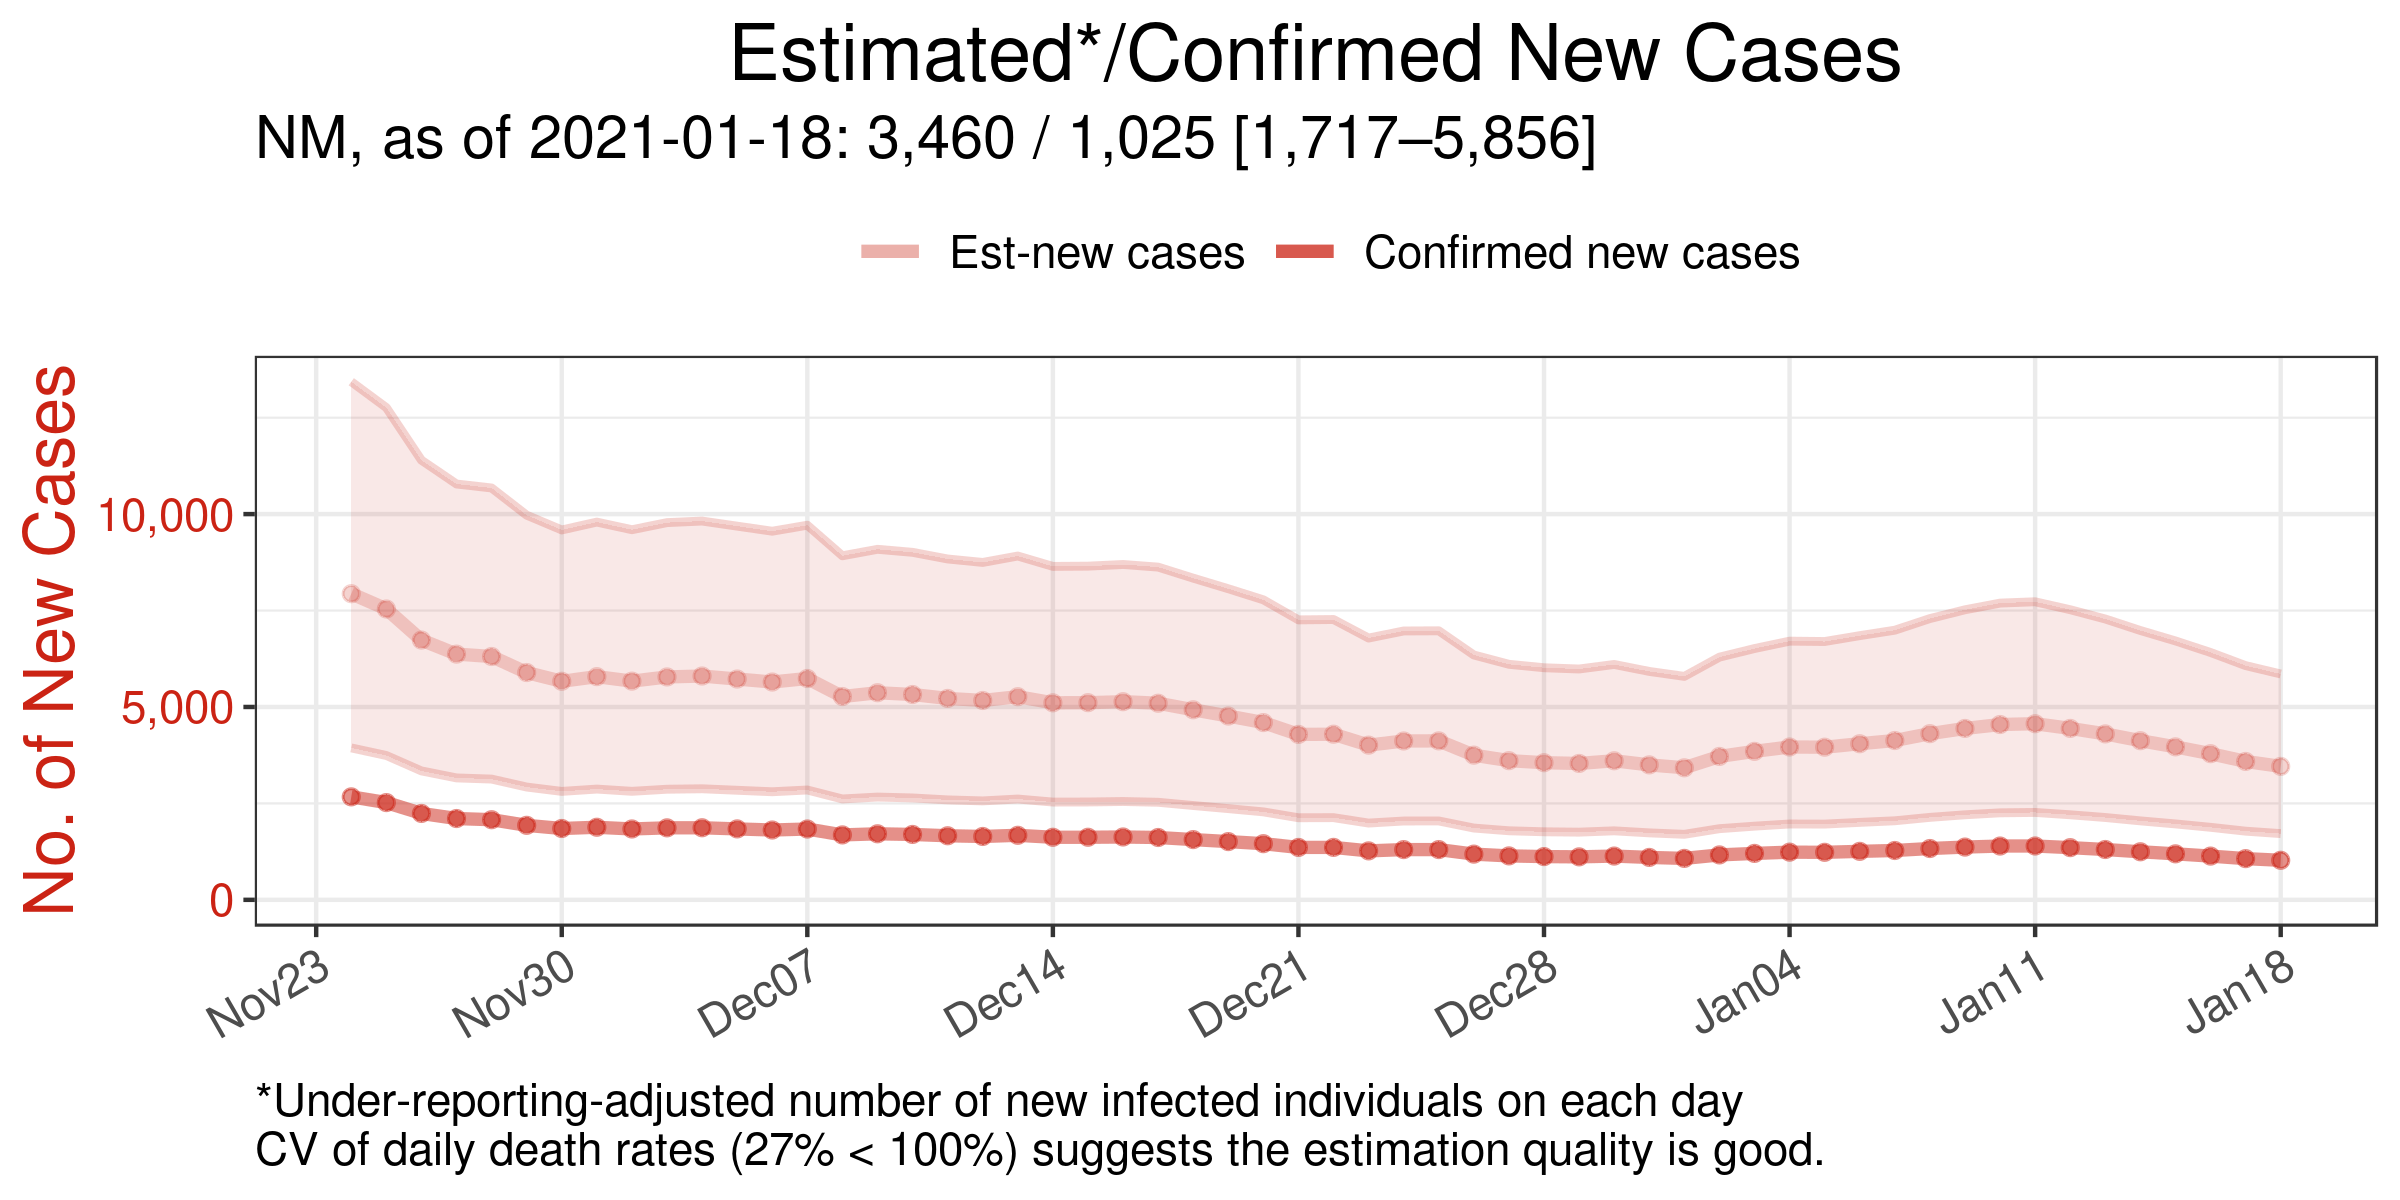 Estimated*/Confirmed New Cases
NM, as of 2021-01-18: 3,460 / 1,025 [1,717–5,856]
Est-new cases
Confirmed new cases
No. of New Cases
10,000
5,000
0
Nov23
Nov30
Dec07
Dec14
Dec21
Dec28
Jan04
Jan11
Jan18
*Under-reporting-adjusted number of new infected individuals on each day
CV of daily death rates (27% < 100%) suggests the estimation quality is good.